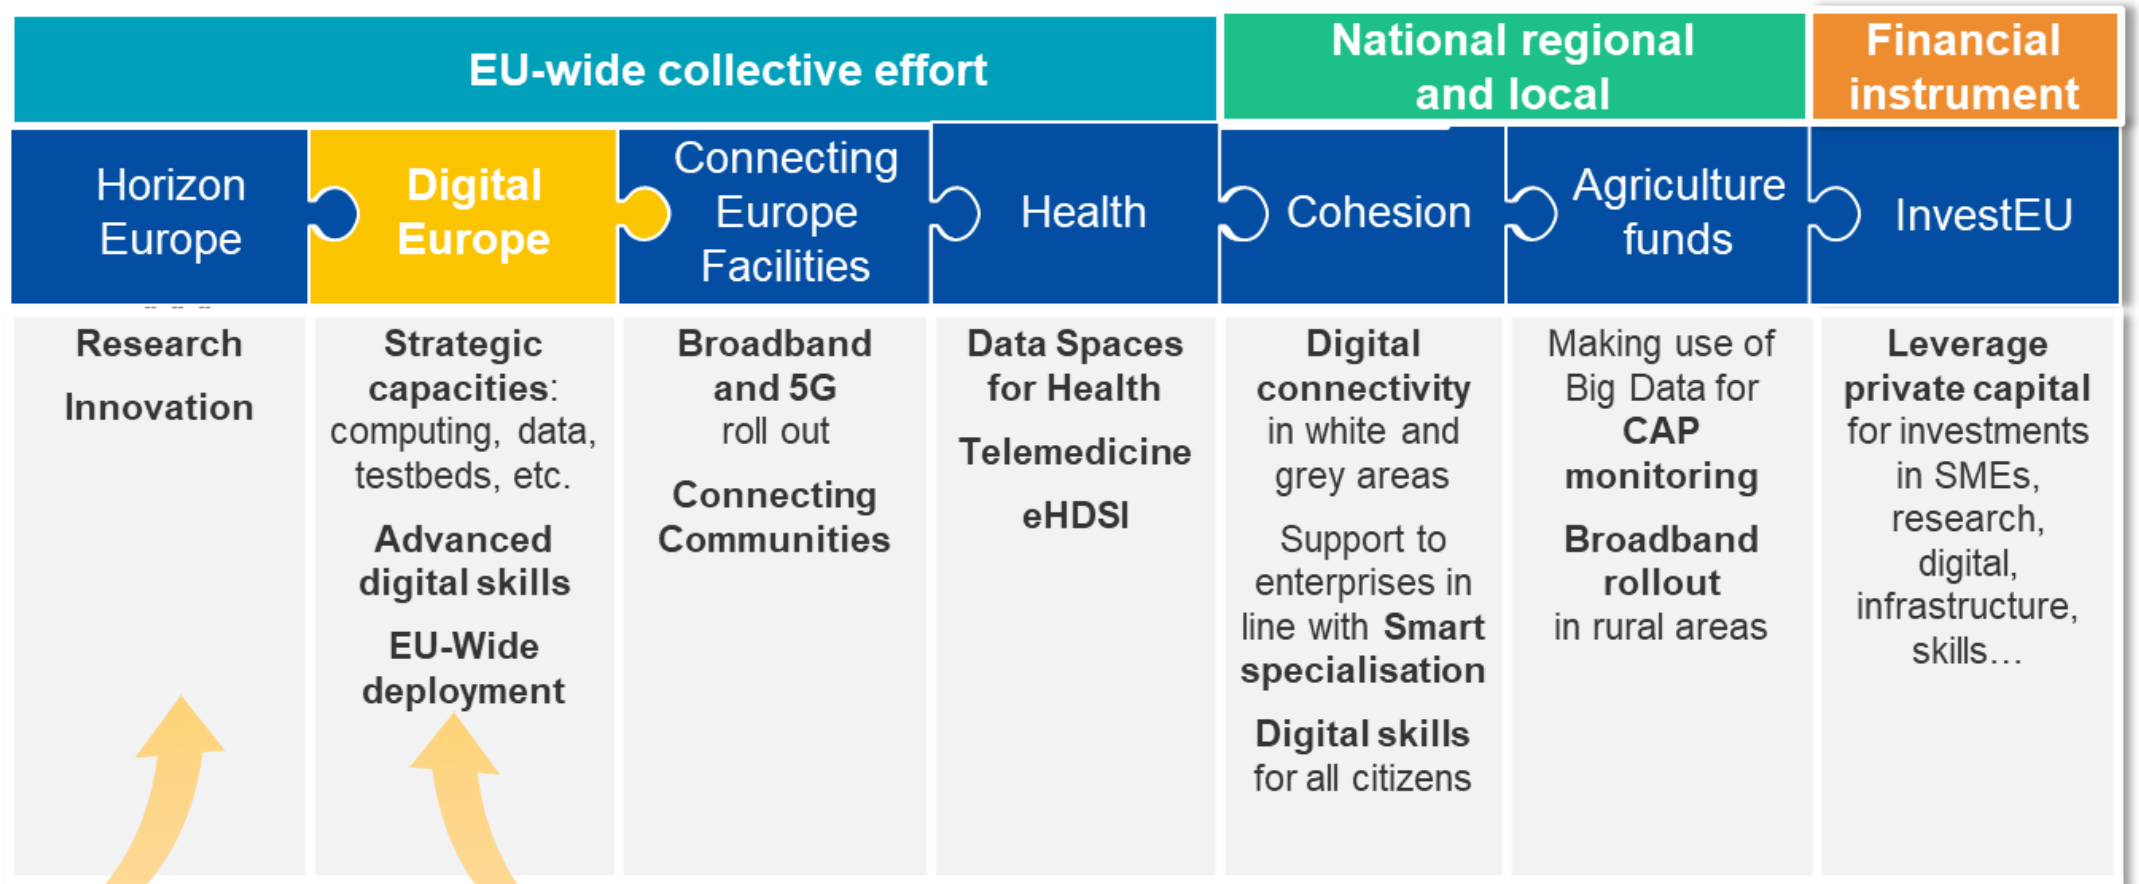 EU-wide collective effort
National regional
and local
Financial
instrument
Horizon
Europe
Digital
Europe
Connecting
Europe
Facilities
Health
Cohesion
Agriculture
funds
InvestEU
Research
Innovation
Strategic
capacities:
computing, data,
testbeds, etc.
Advanced
digital skills
EU-Wide
deployment
Broadband
and 5G
roll out
Connecting
Communities
Data Spaces
for Health
Telemedicine
eHDSI
Digital
connectivity
in white and
grey areas
Support to
enterprises in
line with Smart
specialisation
Digital skills
for all citizens
Making use of
Big Data for
CAP
monitoring
Broadband
rollout
in rural areas
Leverage
private capital
for investments
in SMEs,
research,
digital,
infrastructure,
skills…